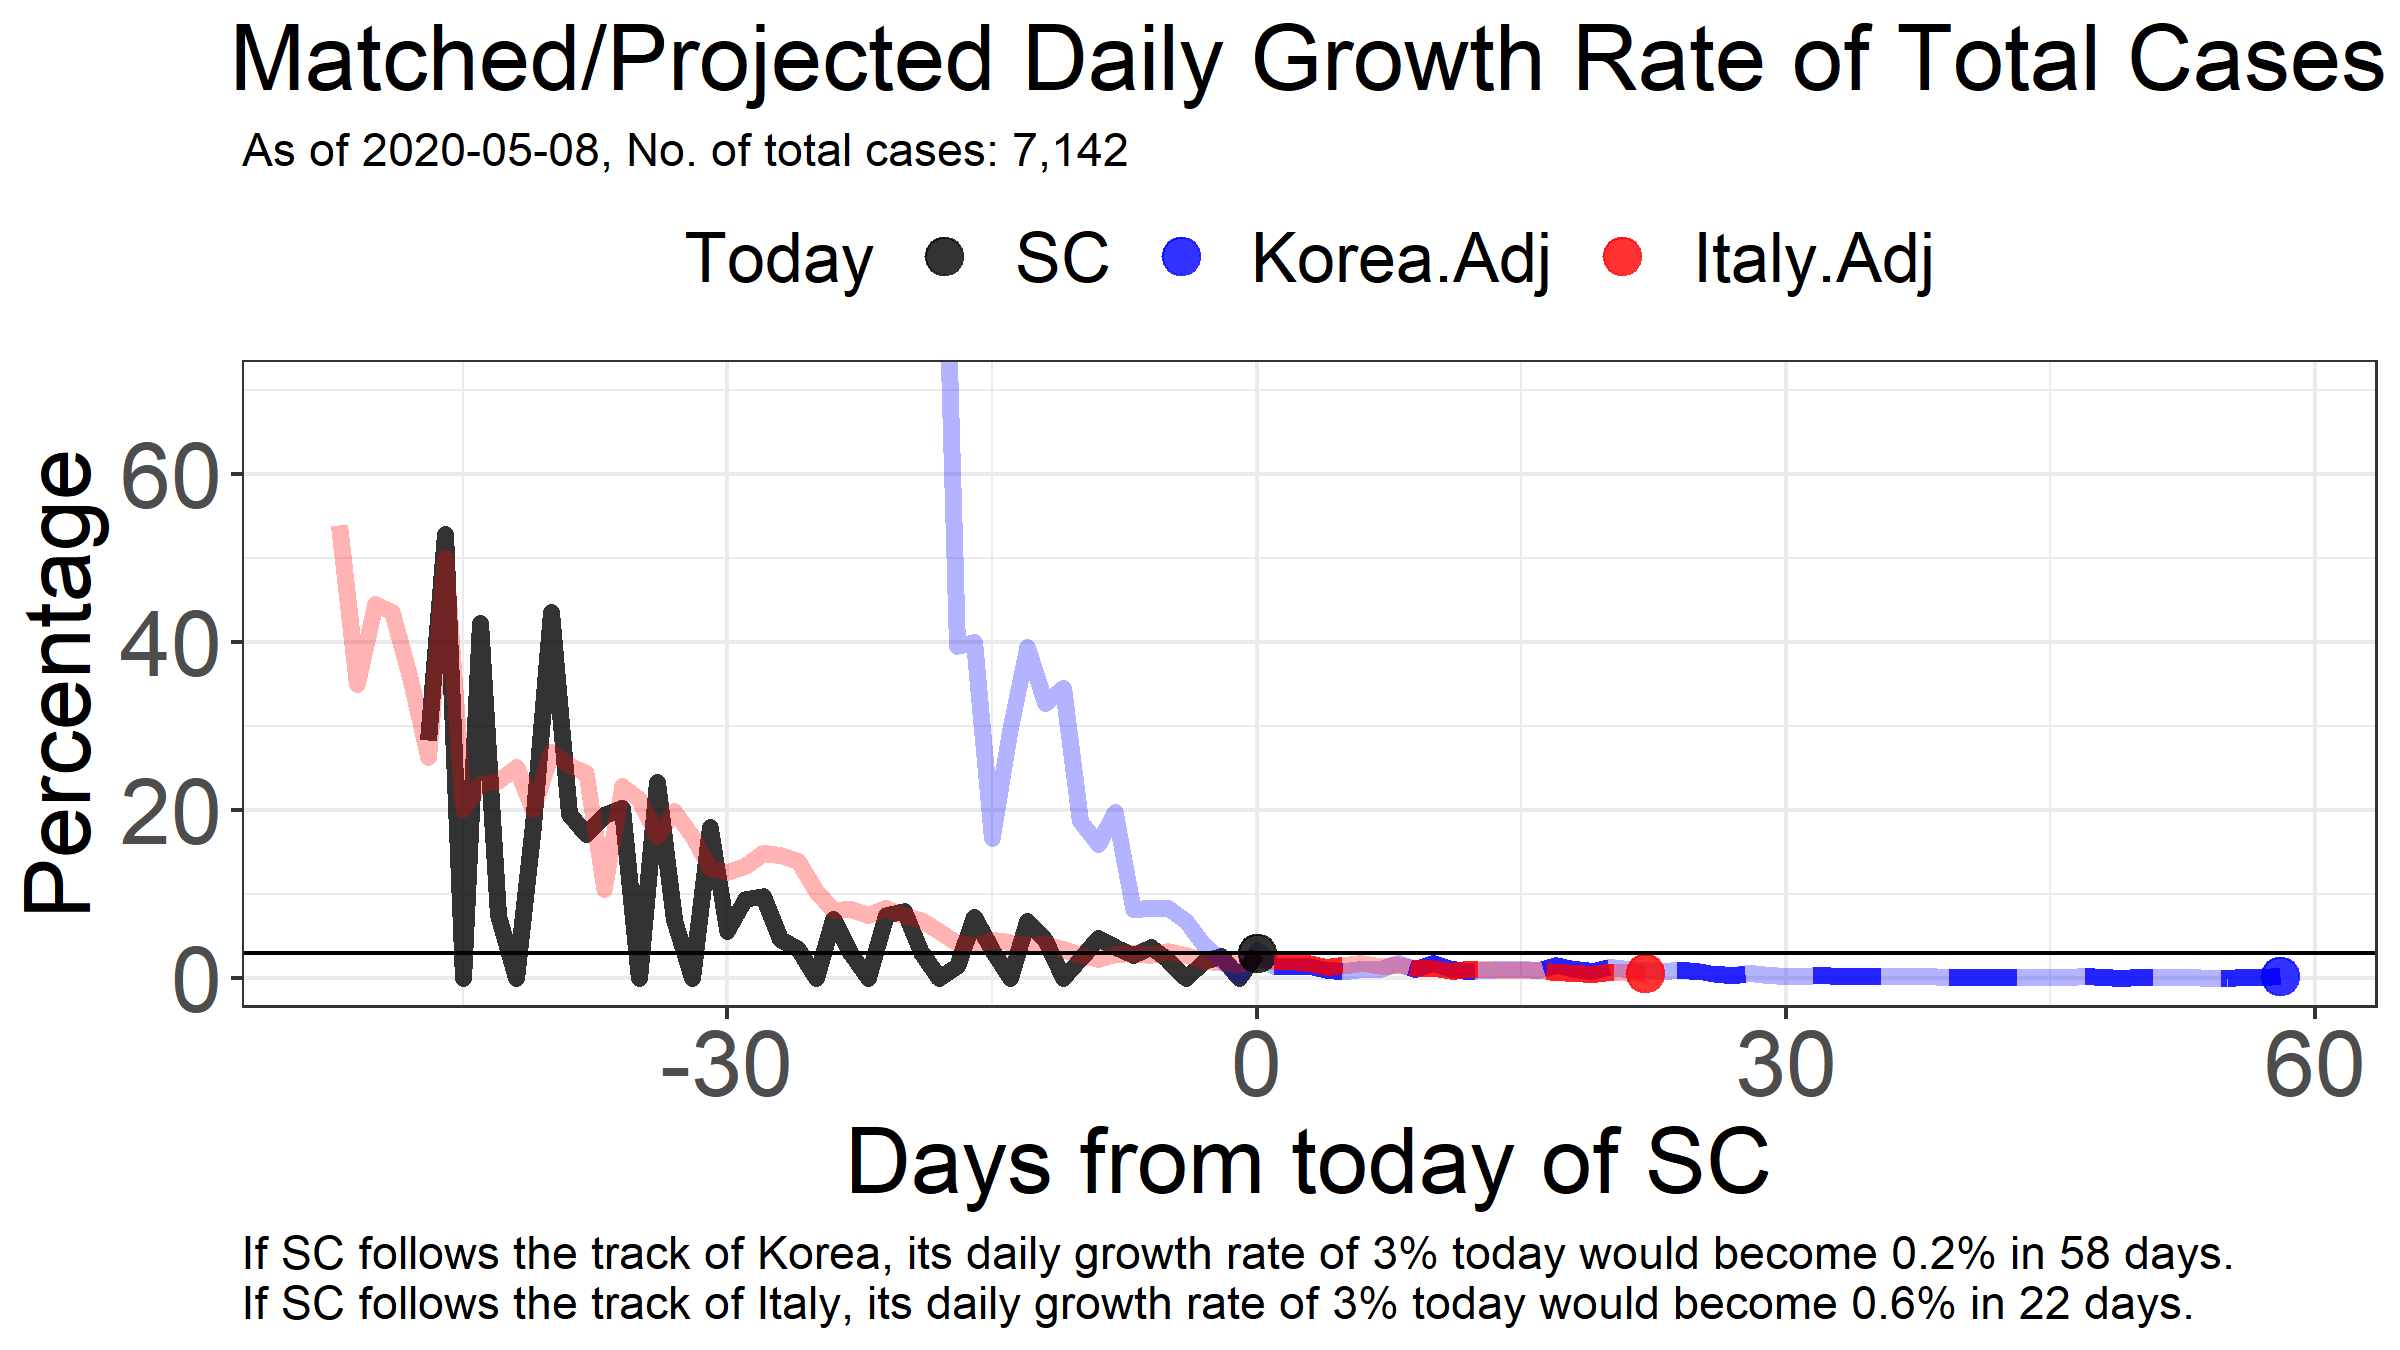 Matched/Projected Daily Growth Rate of Total Cases
As of 2020-05-08, No. of total cases: 7,142
Today SC Korea.Adj Italy.Adj
Percentage
60
40
20
0
-30 0 30 60
Days from today of SC
If SC follows the track of Korea, its daily growth rate of 3% today would become 0.2% in 58 days.
If SC follows the track of Italy, its daily growth rate of 3% today would become 0.6% in 22 days.